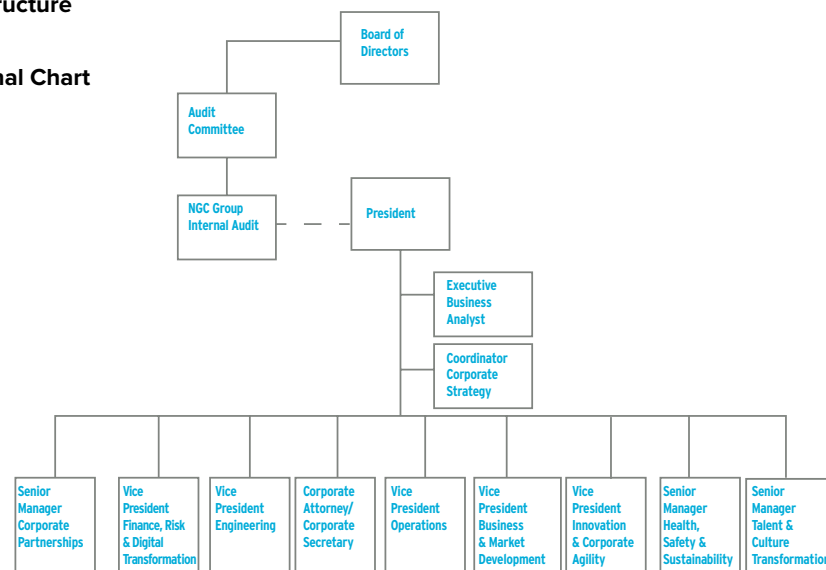 ructure
nal Chart
Board of
Directors
Audit
Committee
NGC Group
Internal Audit
President
Executive
Business
Analyst
Coordinator
Corporate
Strategy
Senior
Manager
Corporate
Partnerships
Vice
President
Finance, Risk
& Digital
Transformation
Vice
President
Engineering
Corporate
Attorney/
Corporate
Secretary
Vice
President
Operations
Vice
President
Business
& Market
Development
Vice
President
Innovation
& Corporate
Agility
Senior
Manager
Health,
Safety &
Sustainability
Senior
Manager
Talent &
Culture
Transformation